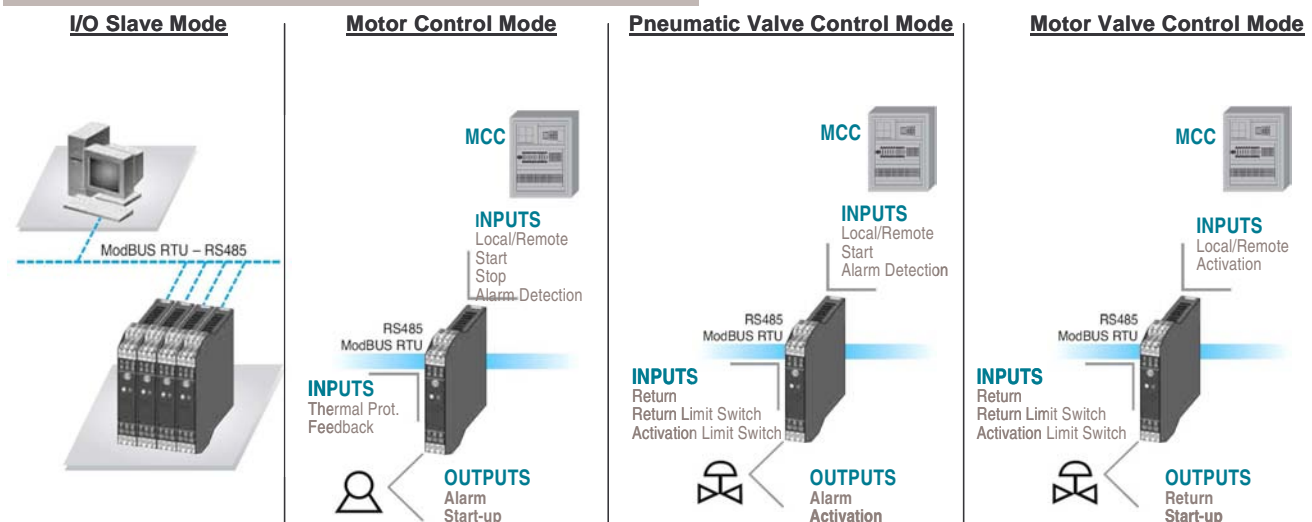 I/O Slave Mode
ModBUS RTU – RS485
Motor Control Mode
MCC
INPUTS
Local/Remote
Start
Stop
Alarm Detection
RS485
ModBUS RTU
INPUTS
Thermal Prot.
Feedback
OUTPUTS
Alarm
Start-up
Pneumatic Valve Control Mode
MCC
INPUTS
Local/Remote
Start
Alarm Detection
RS485
ModBUS RTU
INPUTS
Return
Return Limit Switch
Activation Limit Switch
OUTPUTS
Alarm
Activation
Motor Valve Control Mode
MCC
INPUTS
Local/Remote
Activation
RS485
ModBUS RTU
INPUTS
Return
Return Limit Switch
Activation Limit Switch
OUTPUTS
Return
Start-up